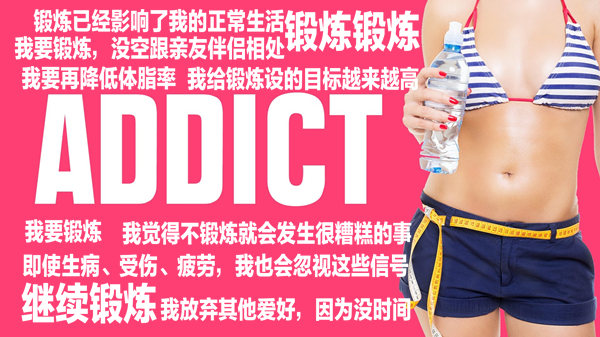 锻炼已经影响了我的正常生活
锻炼锻炼
我要锻炼，没空跟亲友伴侣相处
我要再降低体脂率 我给锻炼设的目标越来越高
ADDICT
我要锻炼 我觉得不锻炼就会发生很糟糕的事
即使生病、受伤、疲劳，我也会忽视这些信号
继续锻炼 我放弃其他爱好，因为没时间